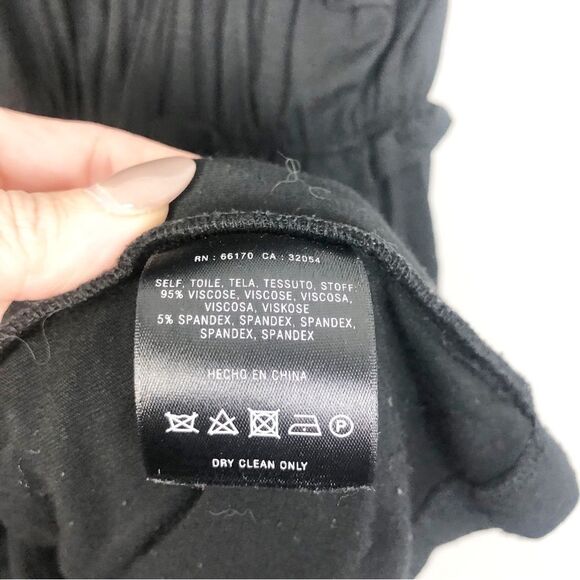 RN : 66170 CA : 32054
SELF, TOILE, TELA, TESSUTO, STOFF:
95% VISCOSE, VISCOSE, VISCOSA,
VISCOSA, VISKOSE
5% SPANDEX, SPANDEX, SPANDEX,
SPANDEX, SPANDEX
HECHO EN CHINA
P
DRY CLEAN ONLY